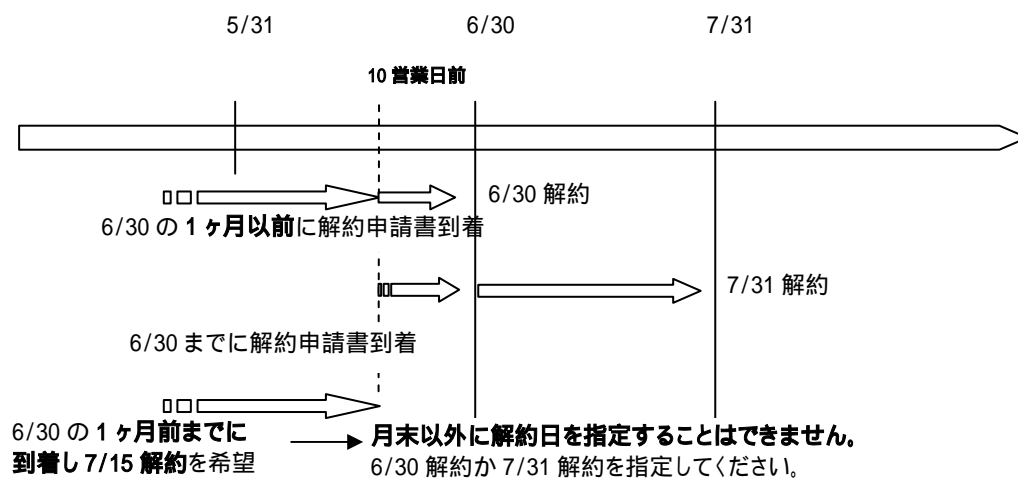 5/31 6/30 7/31
10 営業日前
6/30 解約
6/30 の 1 ヶ月以前に解約申請書到着
7/31 解約
6/30 までに解約申請書到着
6/30 の 1 ヶ月前までに
到着し 7/15 解約を希望
月末以外に解約日を指定することはできません。
6/30 解約か 7/31 解約を指定してください。